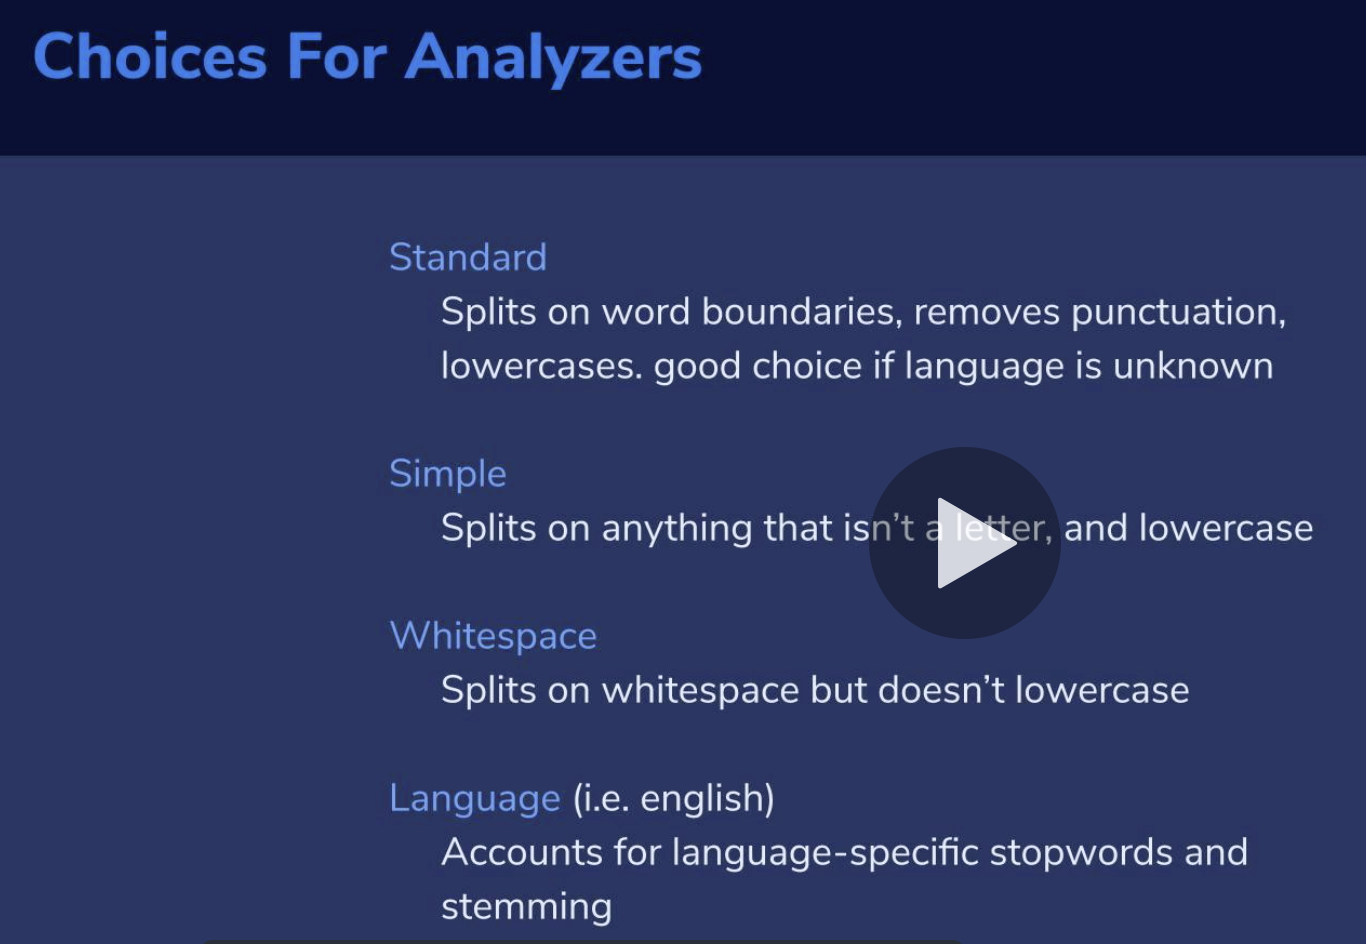 Choices For Analyzers
Standard
Splits on word boundaries, removes punctuation,
lowercases. good choice if language is unknown
Simple
Splits on anything that isn’t a letter, and lowercase
Whitespace
Splits on whitespace but doesn’t lowercase
Language (i.e. english)
Accounts for language-specific stopwords and
stemming